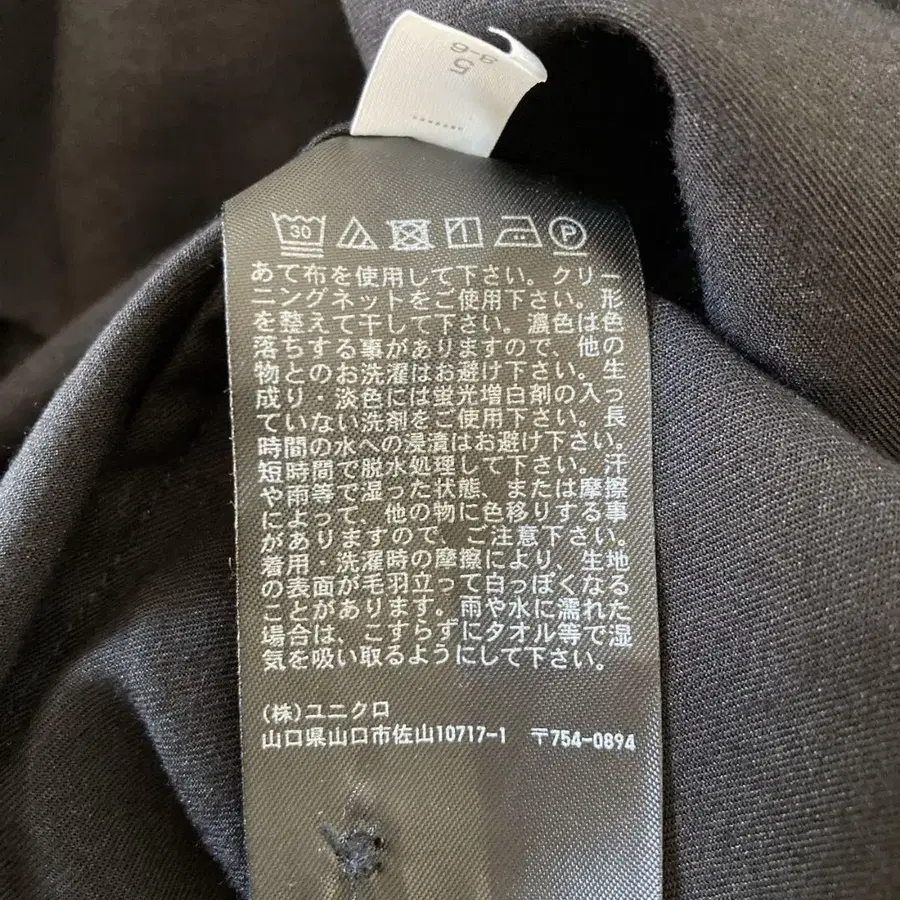 9-6
5
30
P
あて布を使用して下さい。クリー
ニングネットをご使用下さい。形
を整えて干して下さい。濃色は色
落ちする事がありますので、他の
物とのお洗濯はお避け下さい。生
成り・淡色には蛍光増白剤の入っ
ていない洗剤をご使用下さい。長
時間の水への浸漬はお避け下さい。
短時間で脱水処理して下さい。汗
や雨等で湿った状態、または摩擦
によって、他の物に色移りする事
がありますので、ご注意下さい。
着用・洗濯時の摩擦により、生地
の表面が毛羽立って白っぽくなる
ことがあります。雨や水に濡れた
場合は、こすらずにタオル等で湿
気を吸い取るようにして下さい。
(株)ユニクロ
山口県山口市佐山10717-1 〒754-0894